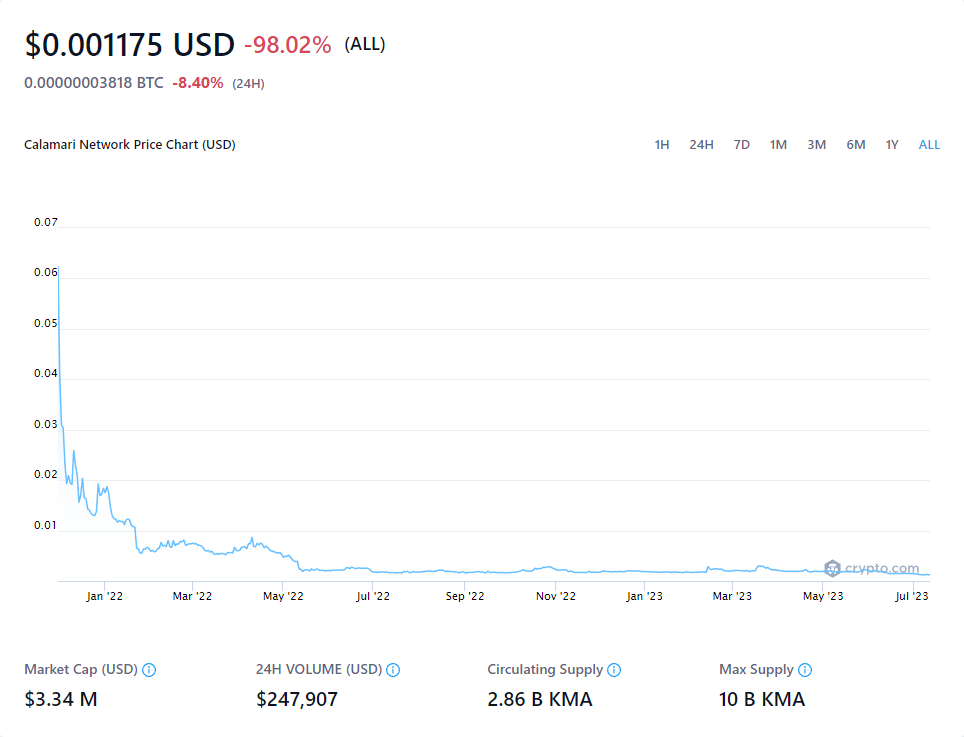 $0.001175 USD -98.02% (ALL)
0.00000003818 BTC -8.40% (24H)
Calamari Network Price Chart (USD) 1H 24H 7D 1M 3M 6M 1Y ALL
0.07
0.06
0.05
0.04
0.03
0.02
0.01
crypto.com
Jan '22 Mar '22 May '22 Jul '22 Sep '22 Nov '22 Jan '23 Mar '23 May '23 Jul '23
Market Cap (USD) 24H VOLUME (USD) Circulating Supply Max Supply
$3.34 M $247,907 2.86 B KMA 10 B KMA